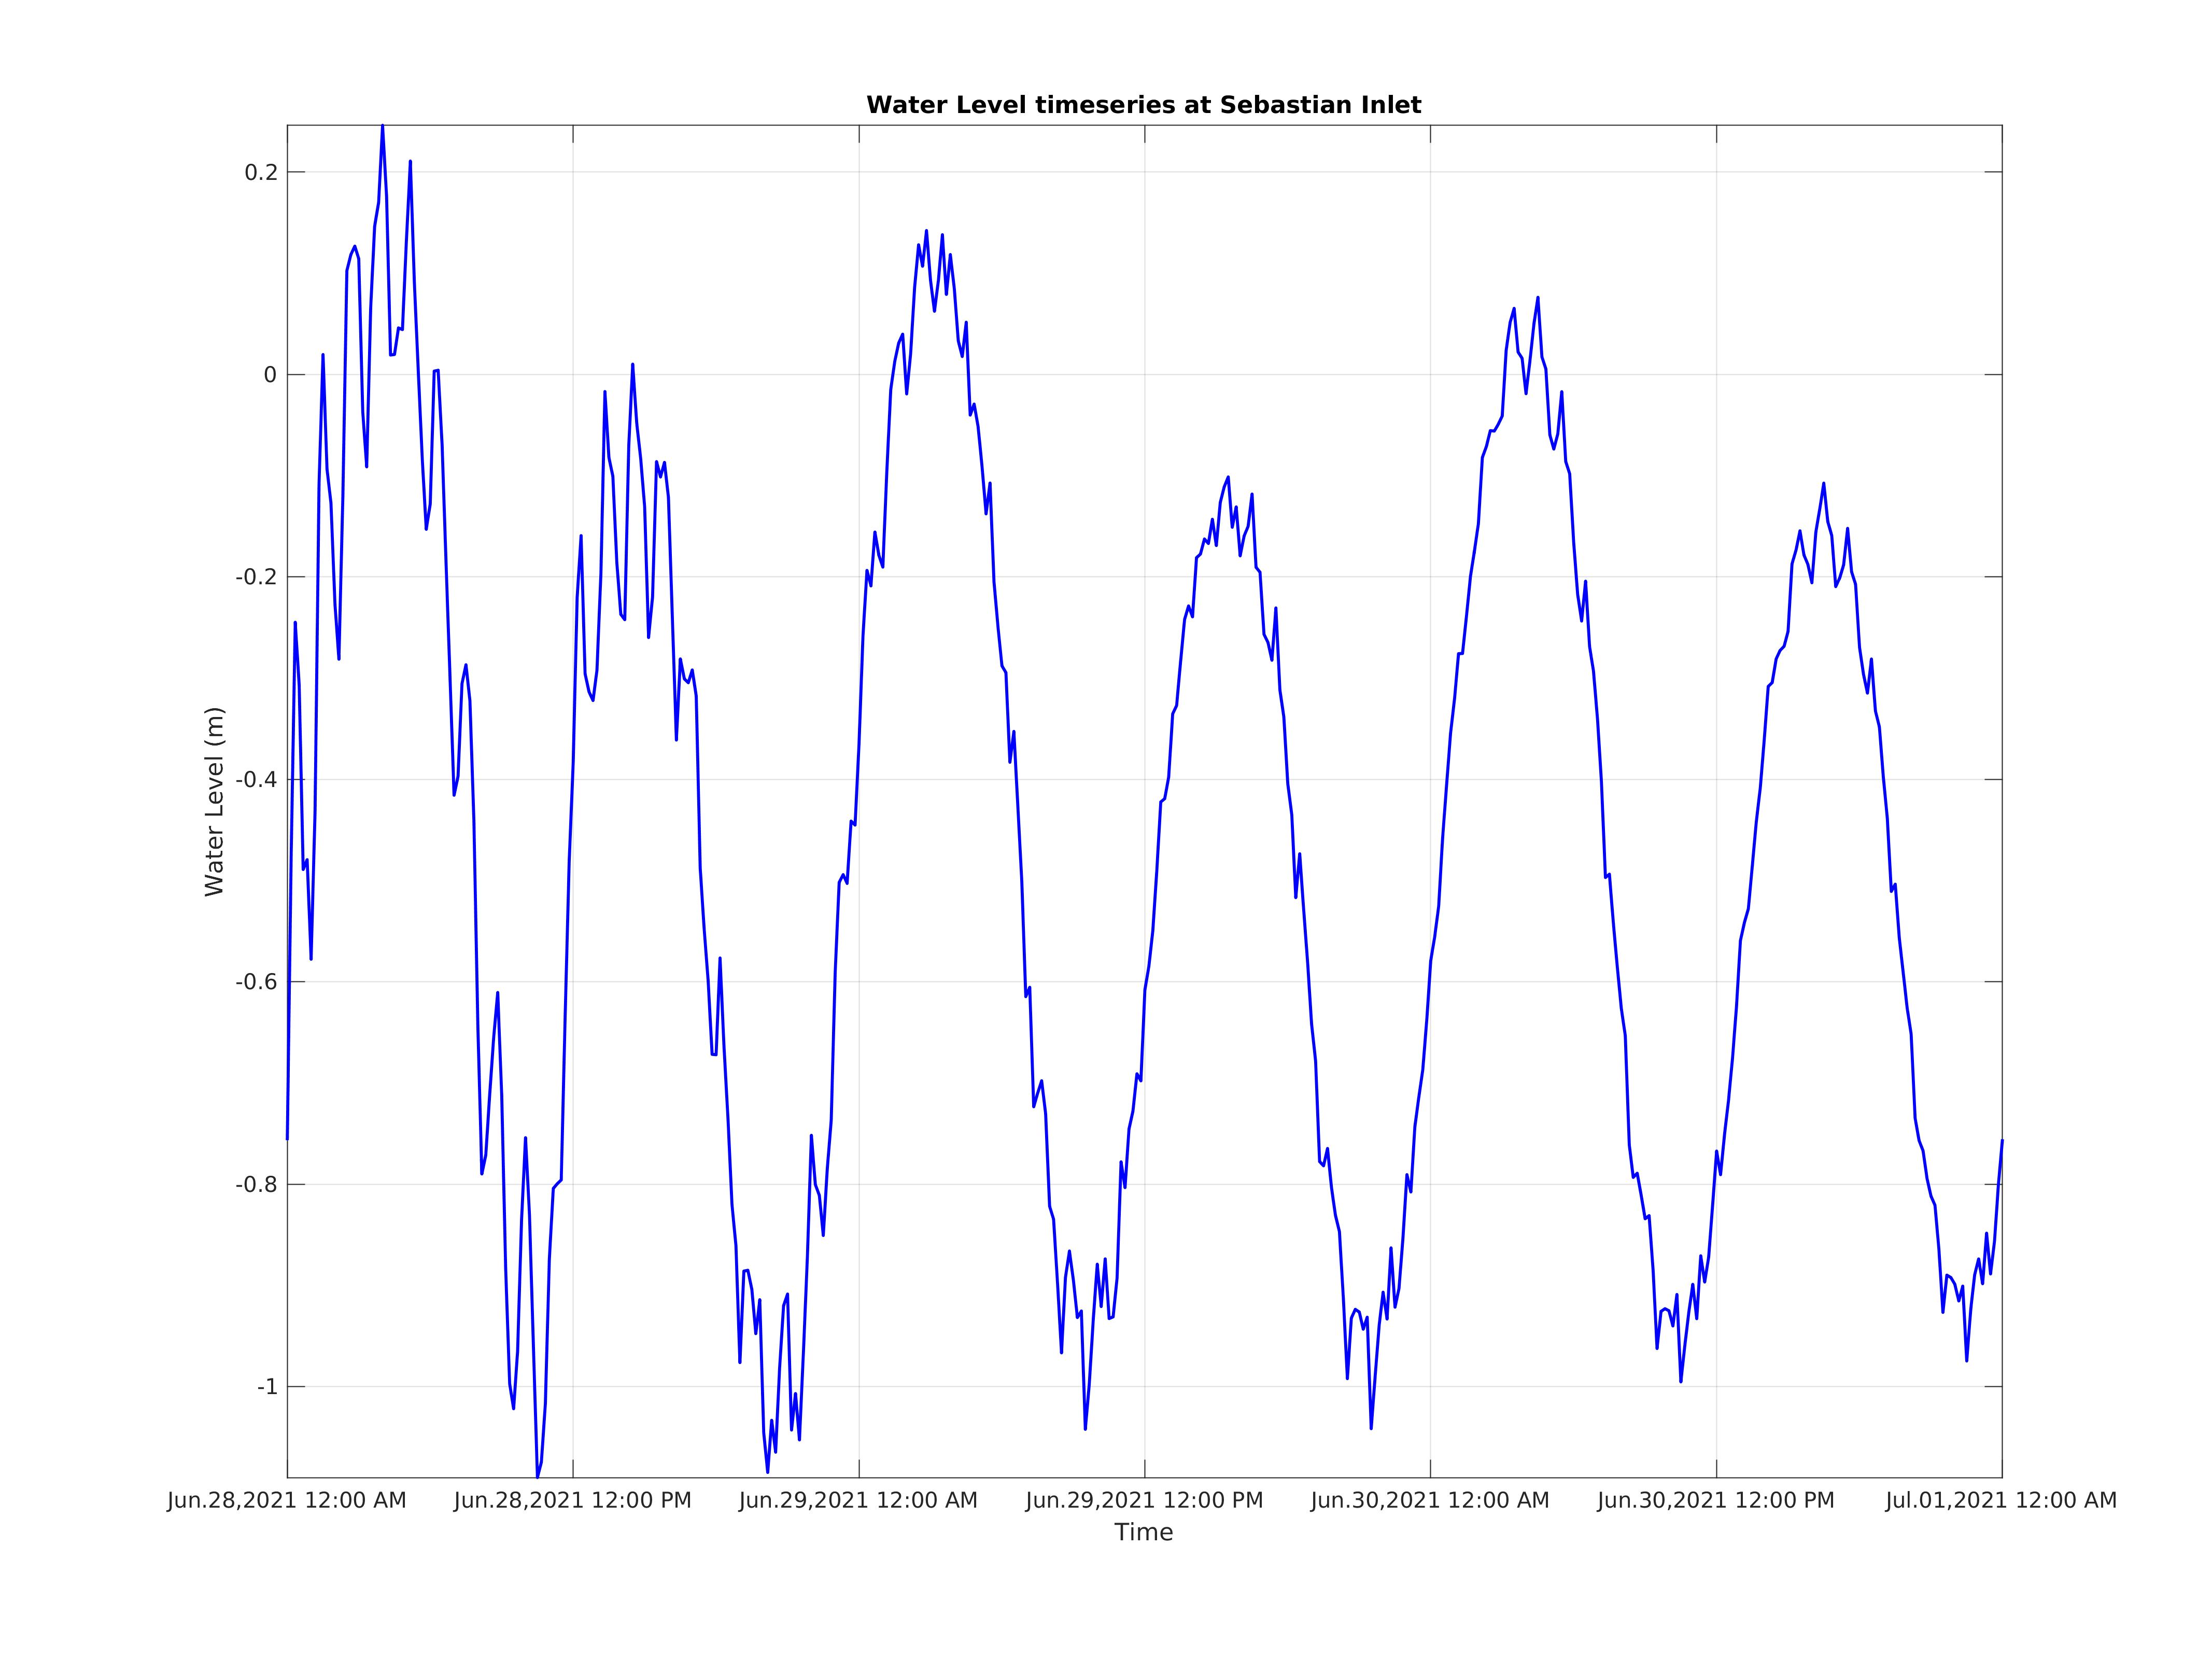 Water Level timeseries at Sebastian Inlet
0.2
0
-0.2
-0.4
-0.6
-0.8
-1
Water Level (m)
Jun.28,2021 12:00 AM Jun.28,2021 12:00 PM Jun.29,2021 12:00 AM Jun.29,2021 12:00 PM Jun.30,2021 12:00 AM Jun.30,2021 12:00 PM Jul.01,2021 12:00 AM
Time